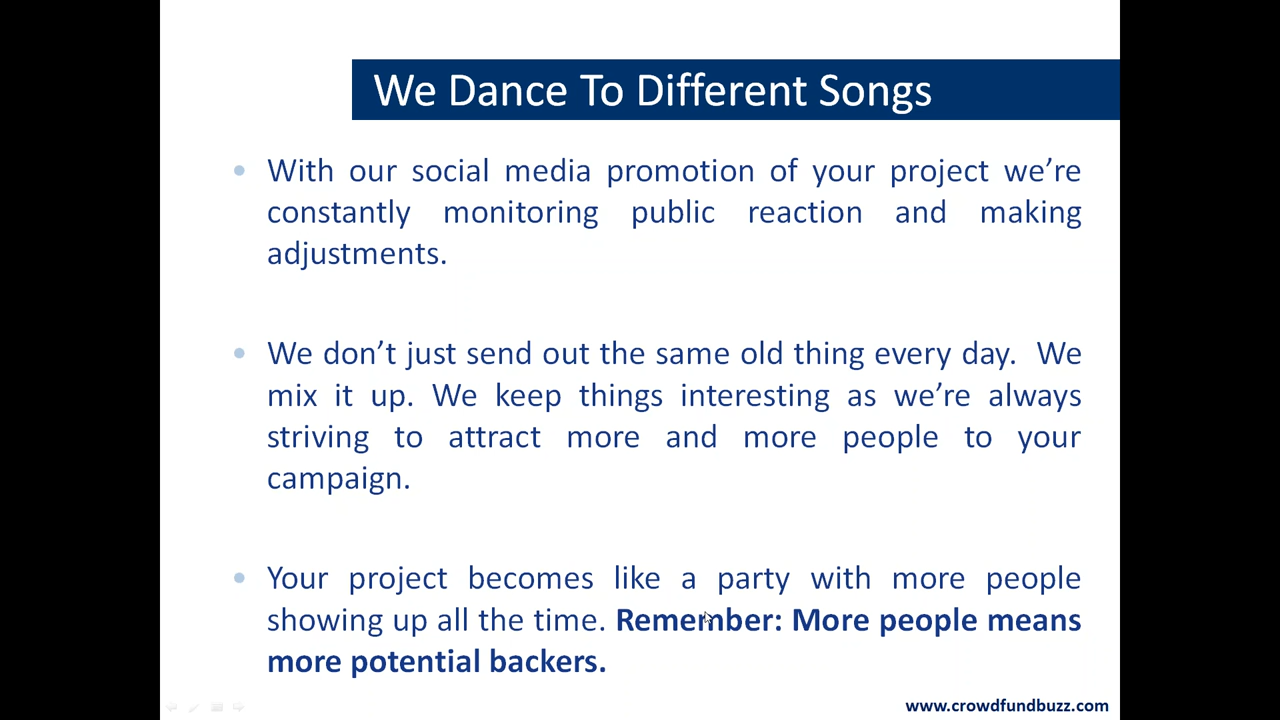 We Dance To Different Songs
• With our social media promotion of your project we’re
constantly monitoring public reaction and making
adjustments.
• We don’t just send out the same old thing every day.  We
mix it up. We keep things interesting as we’re always
striving to attract more and more people to your
campaign.
• Your project becomes like a party with more people
showing up all the time. Remember: More people means
more potential backers.
www.crowdfundbuzz.com